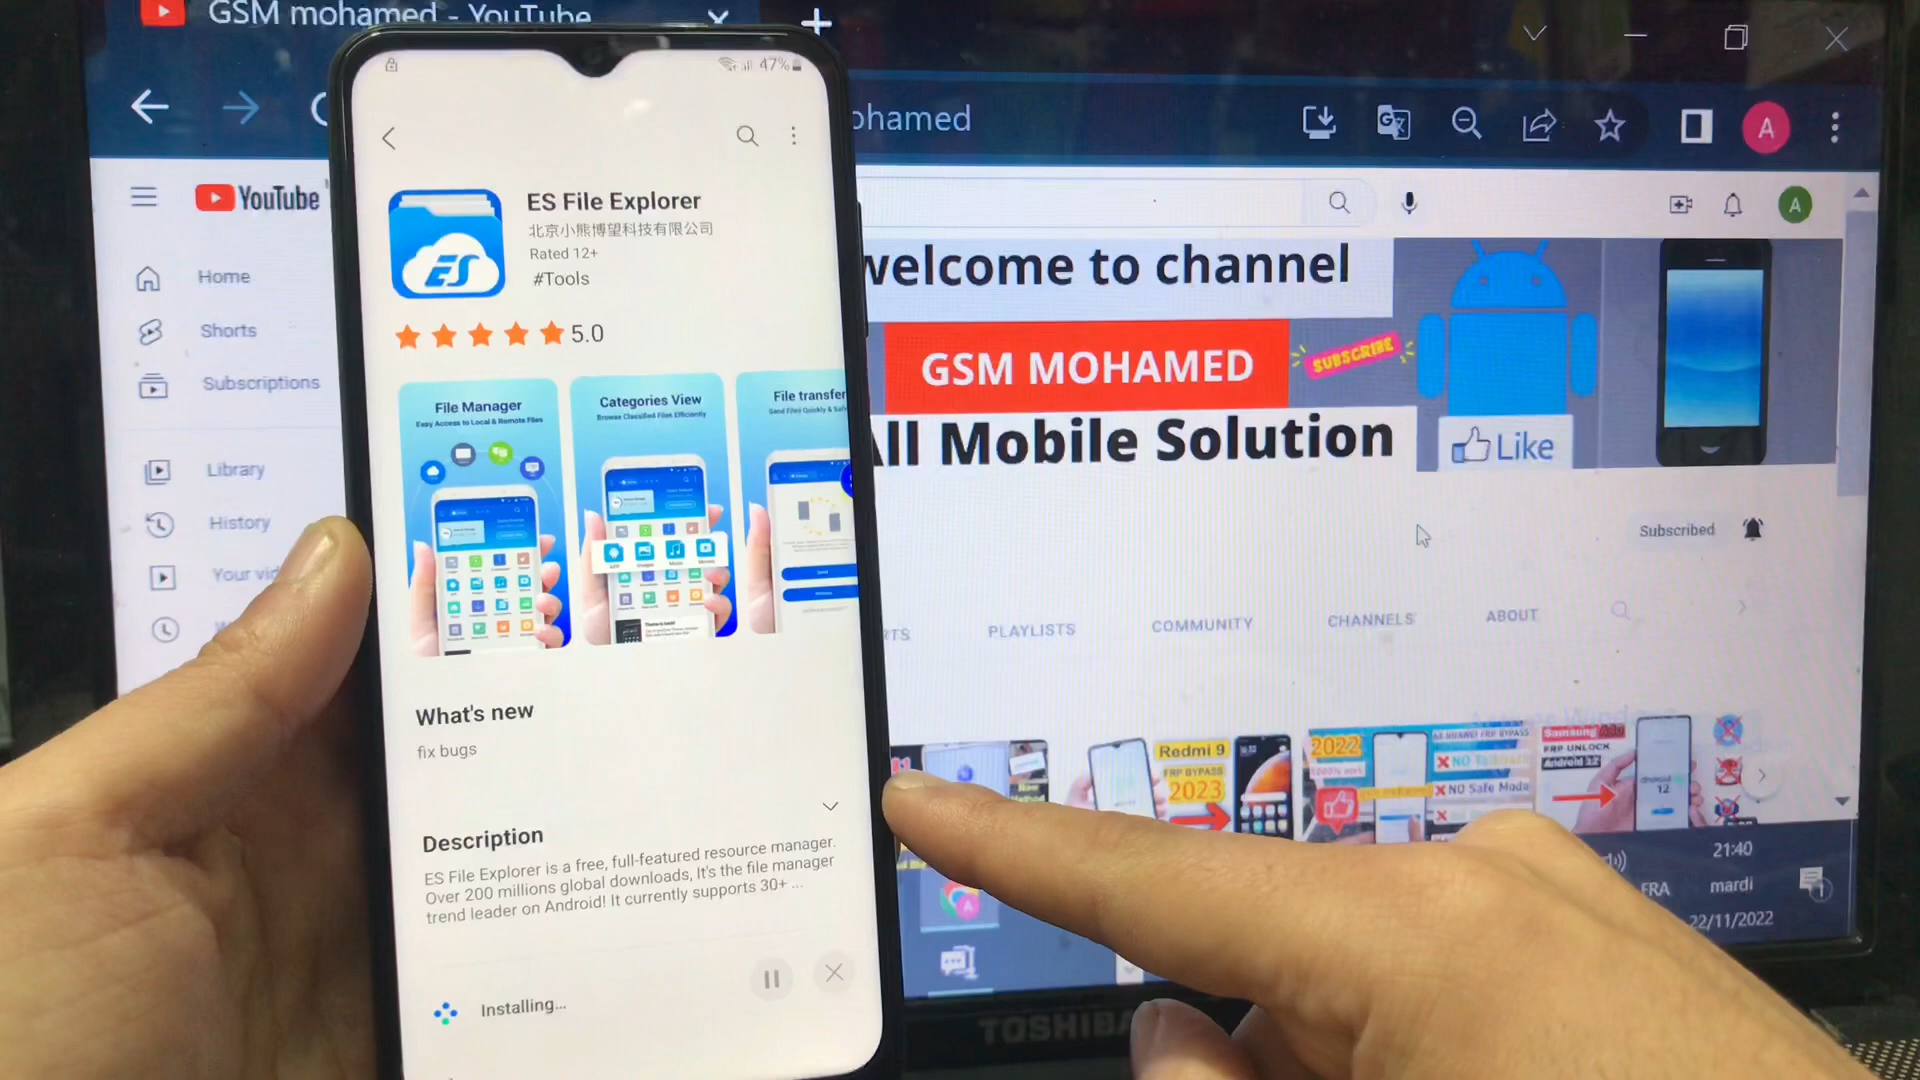 GSM mohamed - YouTube
ohamed
A
YouTube
A
Home
Shorts
Subscriptions
Library
History
Your vid
47%
ES File Explorer
北京小熊博望科技有限公司
Rated 12+
#Tools
ES
5.0
File Manager
Easy Access to Local & Remote Files
Categories View
Browse Classified Files Efficiently
File transfer
Send Files Quickly & Safe
What's new
fix bugs
Description
ES File Explorer is a free, full-featured resource manager.
Over 200 millions global downloads, It's the file manager
trend leader on Android! It currently supports 30+ ...
Installing...
welcome to channel
GSM MOHAMED
SUBSCRIBE
All Mobile Solution
Like
Subscribed
RTS
PLAYLISTS
COMMUNITY
CHANNELS
ABOUT
Redmi 9
FRP BYPASS
2023
2022
NO Safe Mode
Samsung
FRP UNLOCK
Android 12
android
12
21:40
FRA
mardi
22/11/2022
TOSHIBA